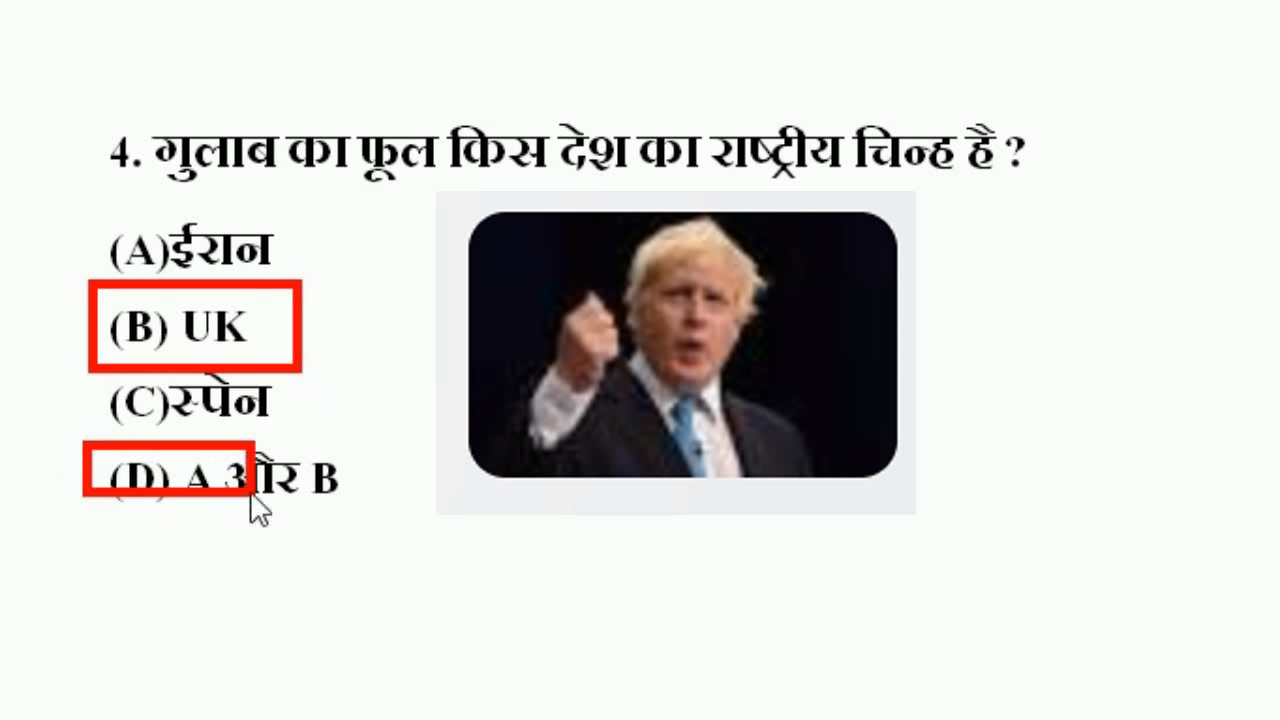 4. गुलाब का फूल किस देश का राष्ट्रीय चिन्ह है ?
(A)ईरान
(B) UK
(C)स्पेन
(D) A और B